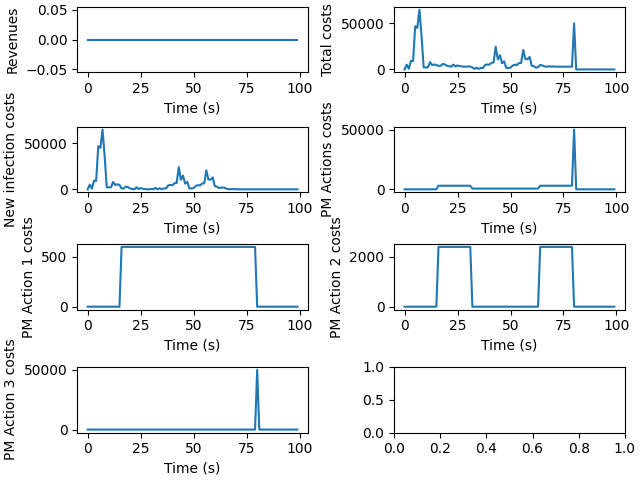 Revenues
0.05
0.00
−0.05
0 25 50 75 100
Time (s)
Total costs
50000
0
0 25 50 75 100
Time (s)
New infection costs
50000
0
0 25 50 75 100
Time (s)
PM Actions costs
50000
0
0 25 50 75 100
Time (s)
PM Action 1 costs
500
0
0 25 50 75 100
Time (s)
PM Action 2 costs
2000
0
0 25 50 75 100
Time (s)
PM Action 3 costs
50000
0
0 25 50 75 100
Time (s)
1.0
0.5
0.0
0.0 0.2 0.4 0.6 0.8 1.0